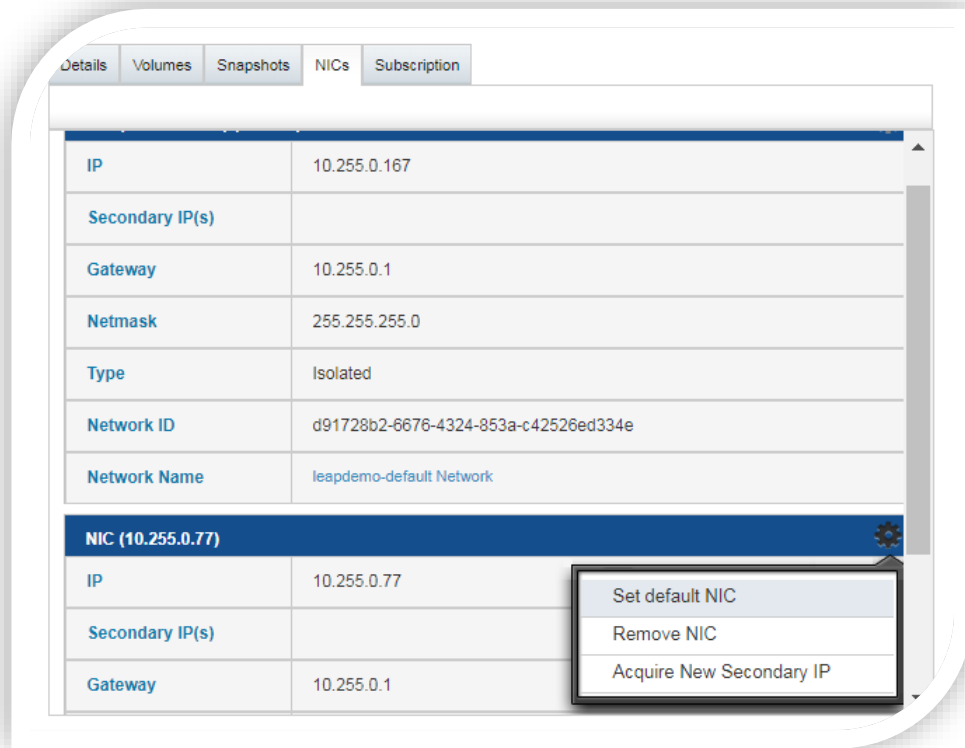 Details Volumes Snapshots NICs Subscription
IP 10.255.0.167
Secondary IP(s)
Gateway 10.255.0.1
Netmask 255.255.255.0
Type Isolated
Network ID d91728b2-6676-4324-853a-c42526ed334e
Network Name leapdemo-default Network
NIC (10.255.0.77)
IP 10.255.0.77
Set default NIC
Secondary IP(s)
Remove NIC
Gateway 10.255.0.1
Acquire New Secondary IP